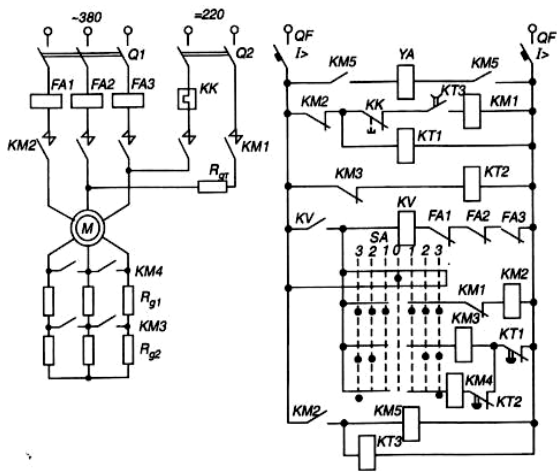 ~380 =220
Q1 Q2
FA1 FA2 FA3 KK
KM2 KM1
RgT
M
KM4
Rg1
KM3
Rg2
QF QF
I> I>
KM5 YA KM5
KM2 KK KT3 KM1
KT1
KM3 KT2
KV KV FA1 FA2 FA3
SA
3 2 1 0 1 2 3
KM1 KM2
KM3 KT1
KM4
KT2
KM2 KM5
KT3